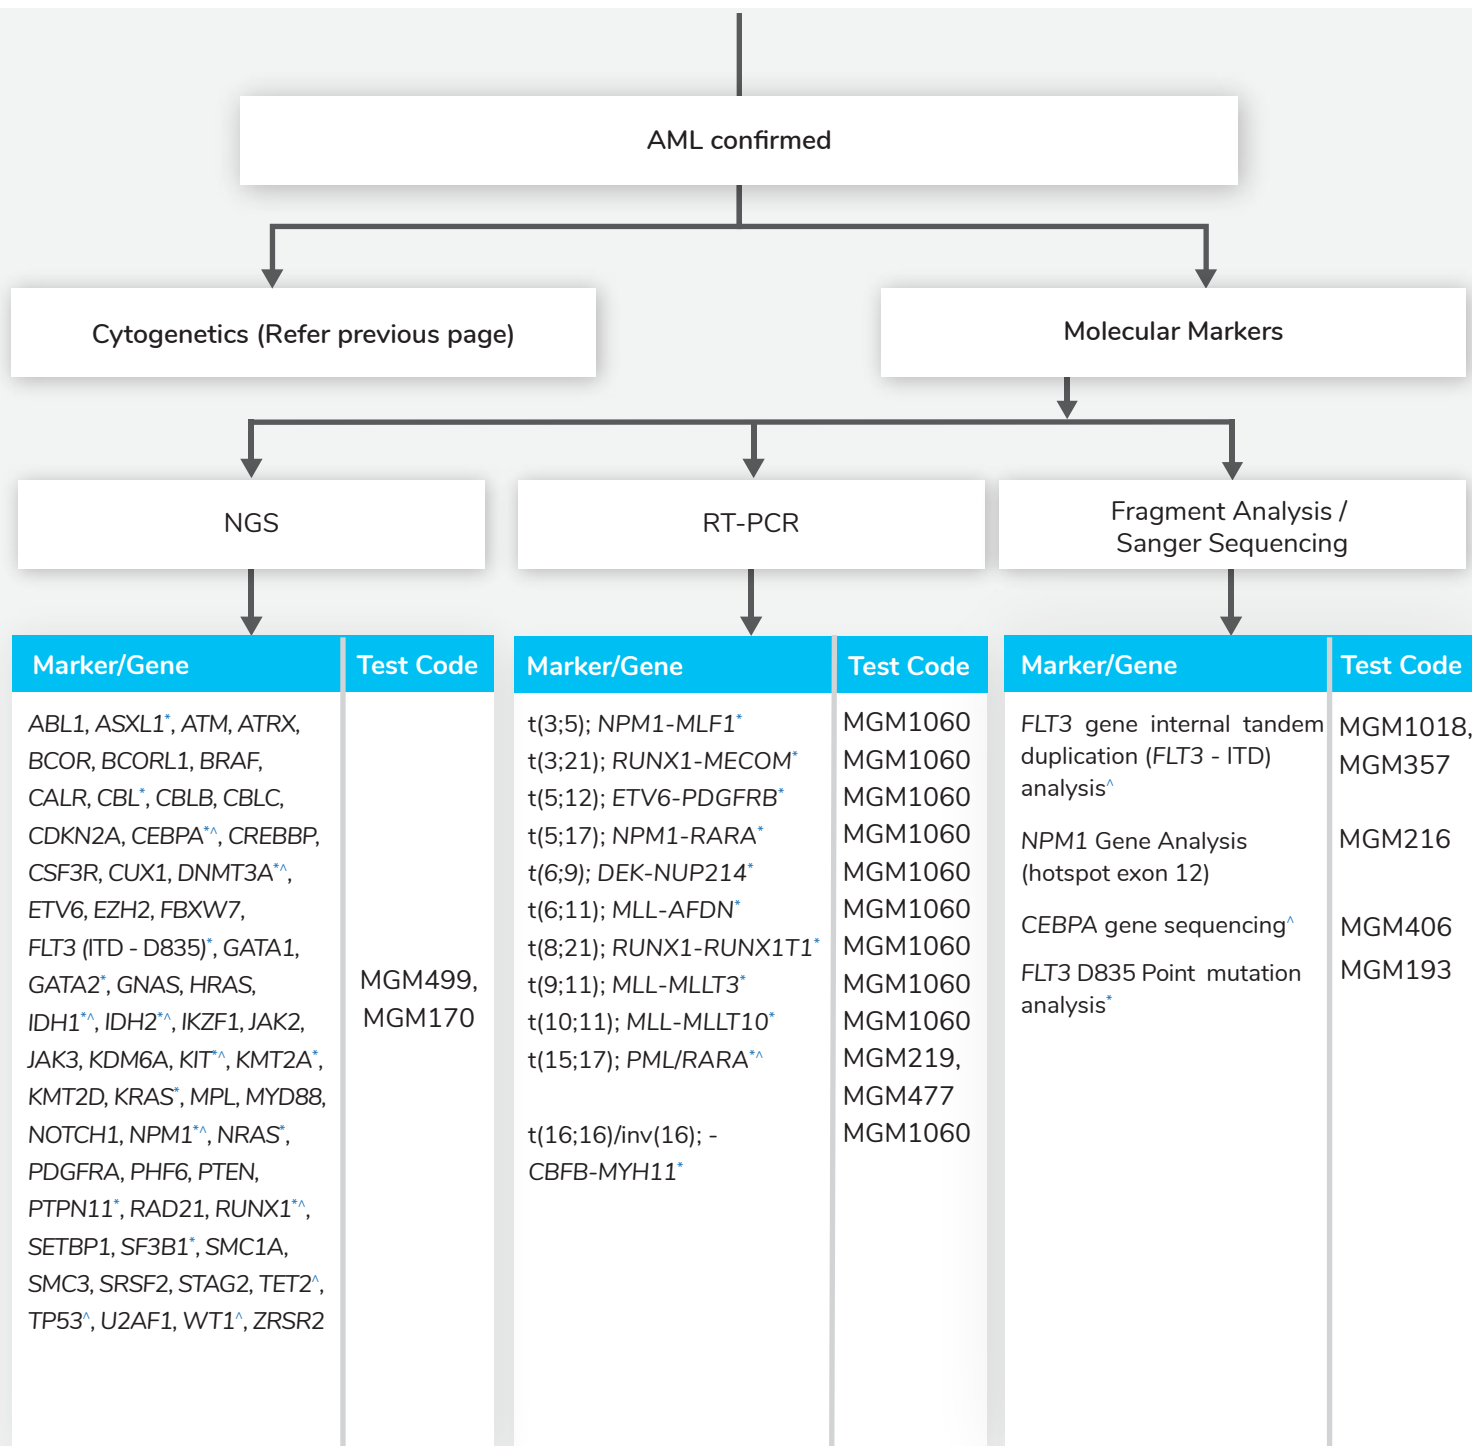 AML confirmed
Cytogenetics (Refer previous page)
Molecular Markers
NGS
RT-PCR
Fragment Analysis /
Sanger Sequencing
Marker/Gene
Test Code
ABL1, ASXL1*, ATM, ATRX,
BCOR, BCORL1, BRAF,
CALR, CBL*, CBLB, CBLC,
CDKN2A, CEBPA*^, CREBBP,
CSF3R, CUX1, DNMT3A*^,
ETV6, EZH2, FBXW7,
FLT3 (ITD - D835)*, GATA1,
GATA2*, GNAS, HRAS,
IDH1*^, IDH2*^, IKZF1, JAK2,
JAK3, KDM6A, KIT*^, KMT2A*,
KMT2D, KRAS*, MPL, MYD88,
NOTCH1, NPM1*^, NRAS*,
PDGFRA, PHF6, PTEN,
PTPN11*, RAD21, RUNX1*^,
SETBP1, SF3B1*, SMC1A,
SMC3, SRSF2, STAG2, TET2^,
TP53^, U2AF1, WT1^, ZRSR2
MGM499,
MGM170
Marker/Gene
Test Code
t(3;5); NPM1-MLF1*
MGM1060
t(3;21); RUNX1-MECOM*
MGM1060
t(5;12); ETV6-PDGFRB*
MGM1060
t(5;17); NPM1-RARA*
MGM1060
t(6;9); DEK-NUP214*
MGM1060
t(6;11); MLL-AFDN*
MGM1060
t(8;21); RUNX1-RUNX1T1*
MGM1060
t(9;11); MLL-MLLT3*
MGM1060
t(10;11); MLL-MLLT10*
MGM1060
t(15;17); PML/RARA*^
MGM219,
MGM477
t(16;16)/inv(16); -
CBFB-MYH11*
MGM1060
Marker/Gene
Test Code
FLT3 gene internal tandem
duplication (FLT3 - ITD)
analysis^
MGM1018,
MGM357
NPM1 Gene Analysis
(hotspot exon 12)
MGM216
CEBPA gene sequencing^
MGM406
FLT3 D835 Point mutation
analysis*
MGM193